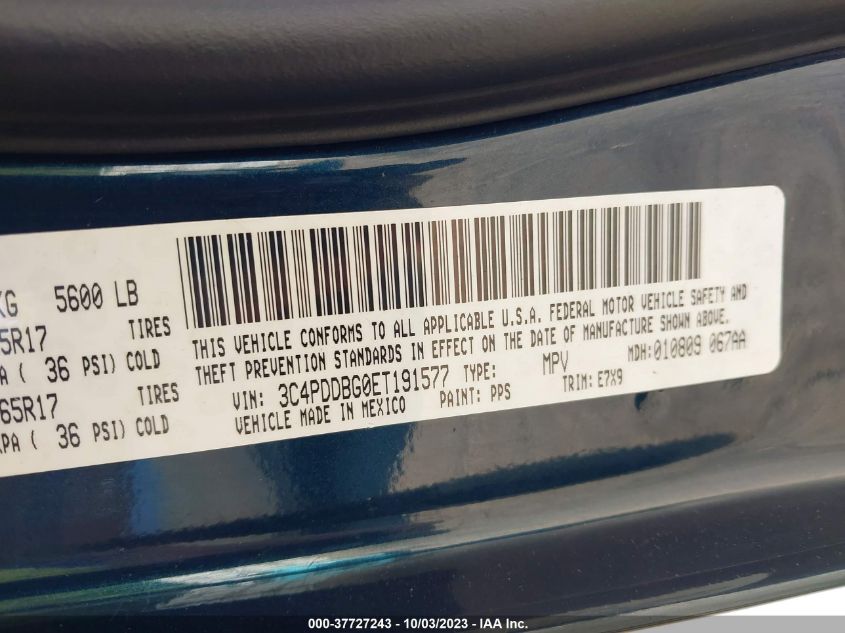 KG 5600 LB
5R17 TIRES
A ( 36 PSI) COLD
65R17 TIRES
KPA ( 36 PSI) COLD
THIS VEHICLE CONFORMS TO ALL APPLICABLE U.S.A. FEDERAL MOTOR VEHICLE SAFETY AND
THEFT PREVENTION STANDARDS IN EFFECT ON THE DATE OF MANUFACTURE SHOWN ABOVE.
VIN: 3C4PDDBG0ET191577 TYPE: MPV MDH:010809 067AA
VEHICLE MADE IN MEXICO PAINT: PPS TRIM: E7X9
000-37727243 - 10/03/2023 - IAA Inc.